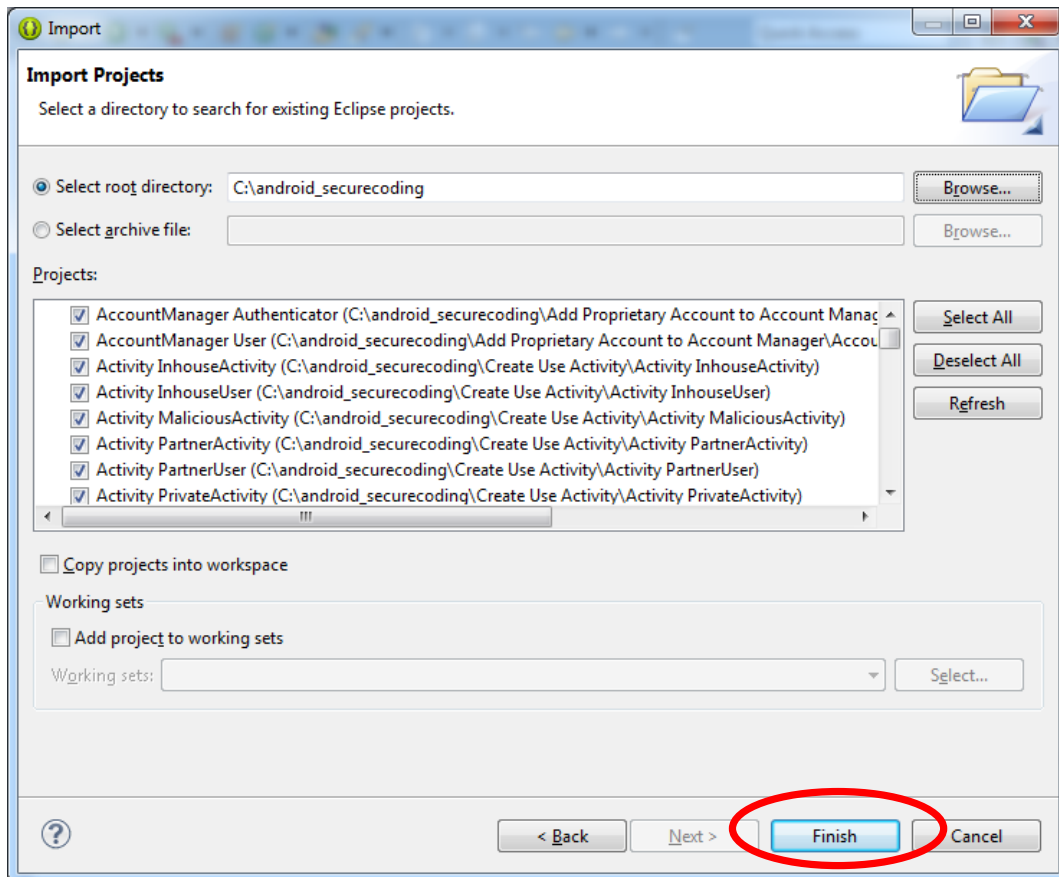 Import
Import Projects
Select a directory to search for existing Eclipse projects.
Select root directory: C:\android_securecoding Browse...
Select archive file: Browse...
Projects:
AccountManager Authenticator (C:\android_securecoding\Add Proprietary Account to Account Manag
AccountManager User (C:\android_securecoding\Add Proprietary Account to Account Manager\Accou
Activity InhouseActivity (C:\android_securecoding\Create Use Activity\Activity InhouseActivity)
Activity InhouseUser (C:\android_securecoding\Create Use Activity\Activity InhouseUser)
Activity MaliciousActivity (C:\android_securecoding\Create Use Activity\Activity MaliciousActivity)
Activity PartnerActivity (C:\android_securecoding\Create Use Activity\Activity PartnerActivity)
Activity PartnerUser (C:\android_securecoding\Create Use Activity\Activity PartnerUser)
Activity PrivateActivity (C:\android_securecoding\Create Use Activity\Activity PrivateActivity)
Select All
Deselect All
Refresh
Copy projects into workspace
Working sets
Add project to working sets
Working sets: Select...
? < Back Next > Finish Cancel